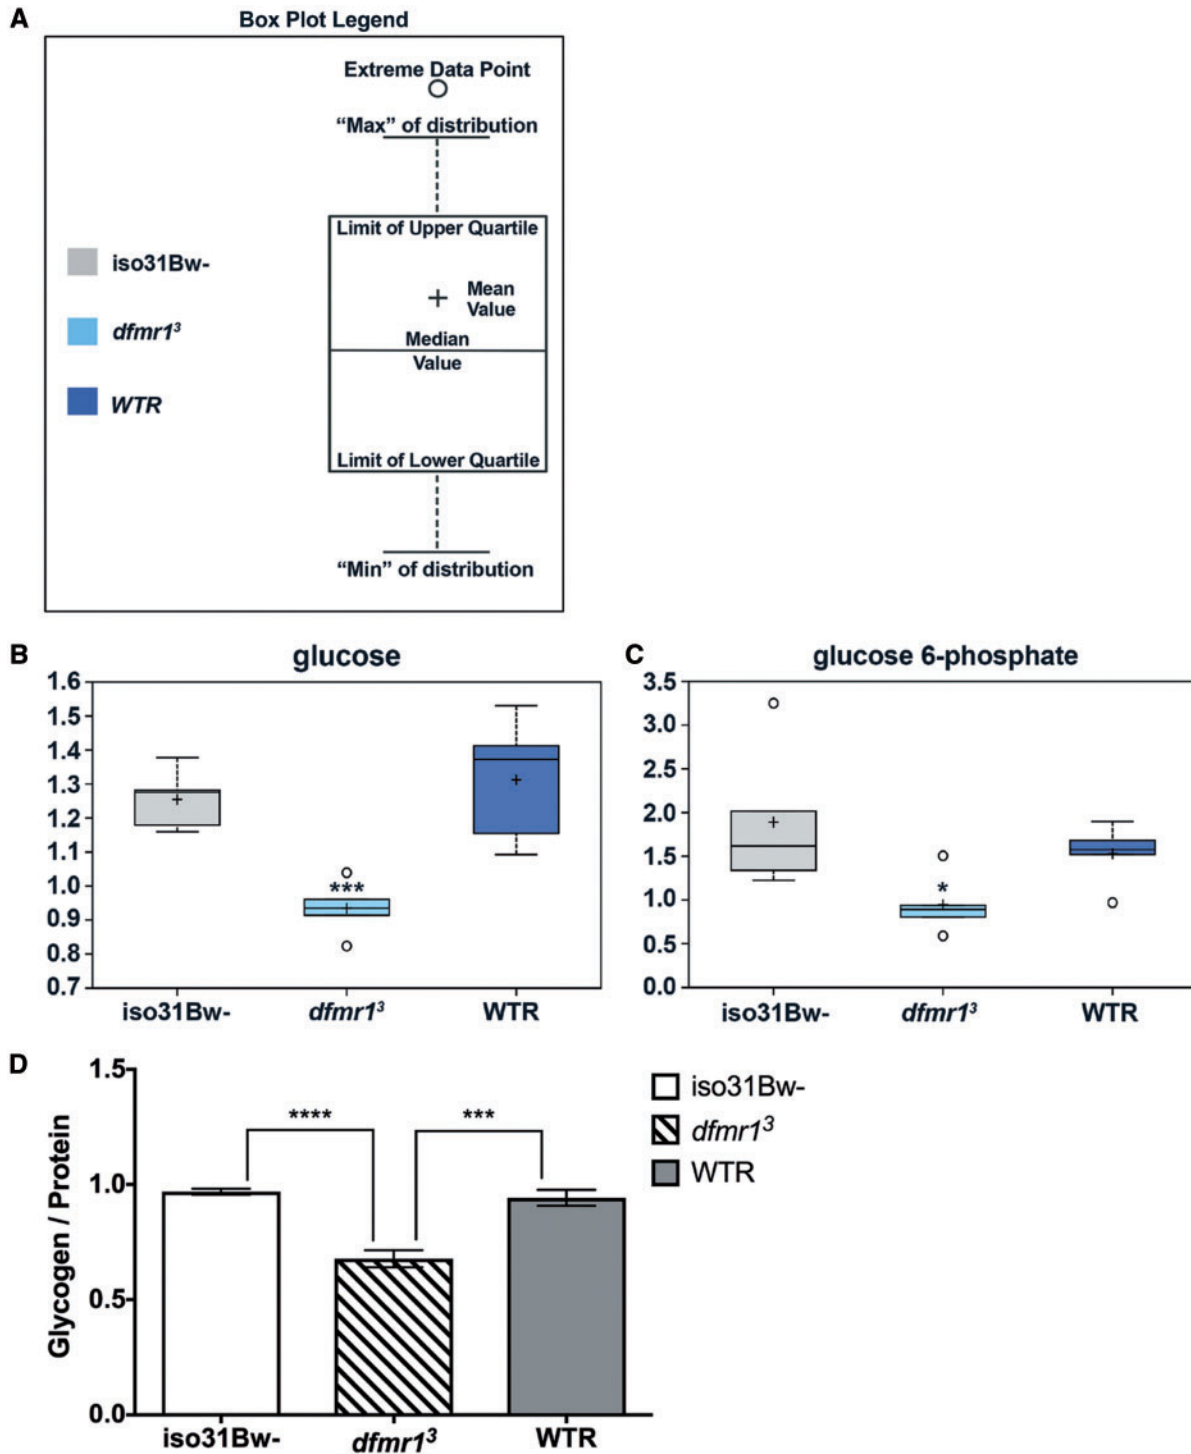 A
Box Plot Legend
Extreme Data Point
“Max” of distribution
Limit of Upper Quartile
Mean
Value
Median
Value
Limit of Lower Quartile
“Min” of distribution
iso31Bw-
dfmr1³
WTR
B
glucose
1.6
1.5
1.4
1.3
1.2
1.1
1.0
0.9
0.8
0.7
***
iso31Bw- dfmr1³ WTR
C
glucose 6-phosphate
3.5
3.0
2.5
2.0
1.5
1.0
0.5
0.0
*
iso31Bw- dfmr1³ WTR
D
Glycogen / Protein
1.5
1.0
0.5
0.0
**** ***
iso31Bw- dfmr1³ WTR
iso31Bw-
dfmr1³
WTR